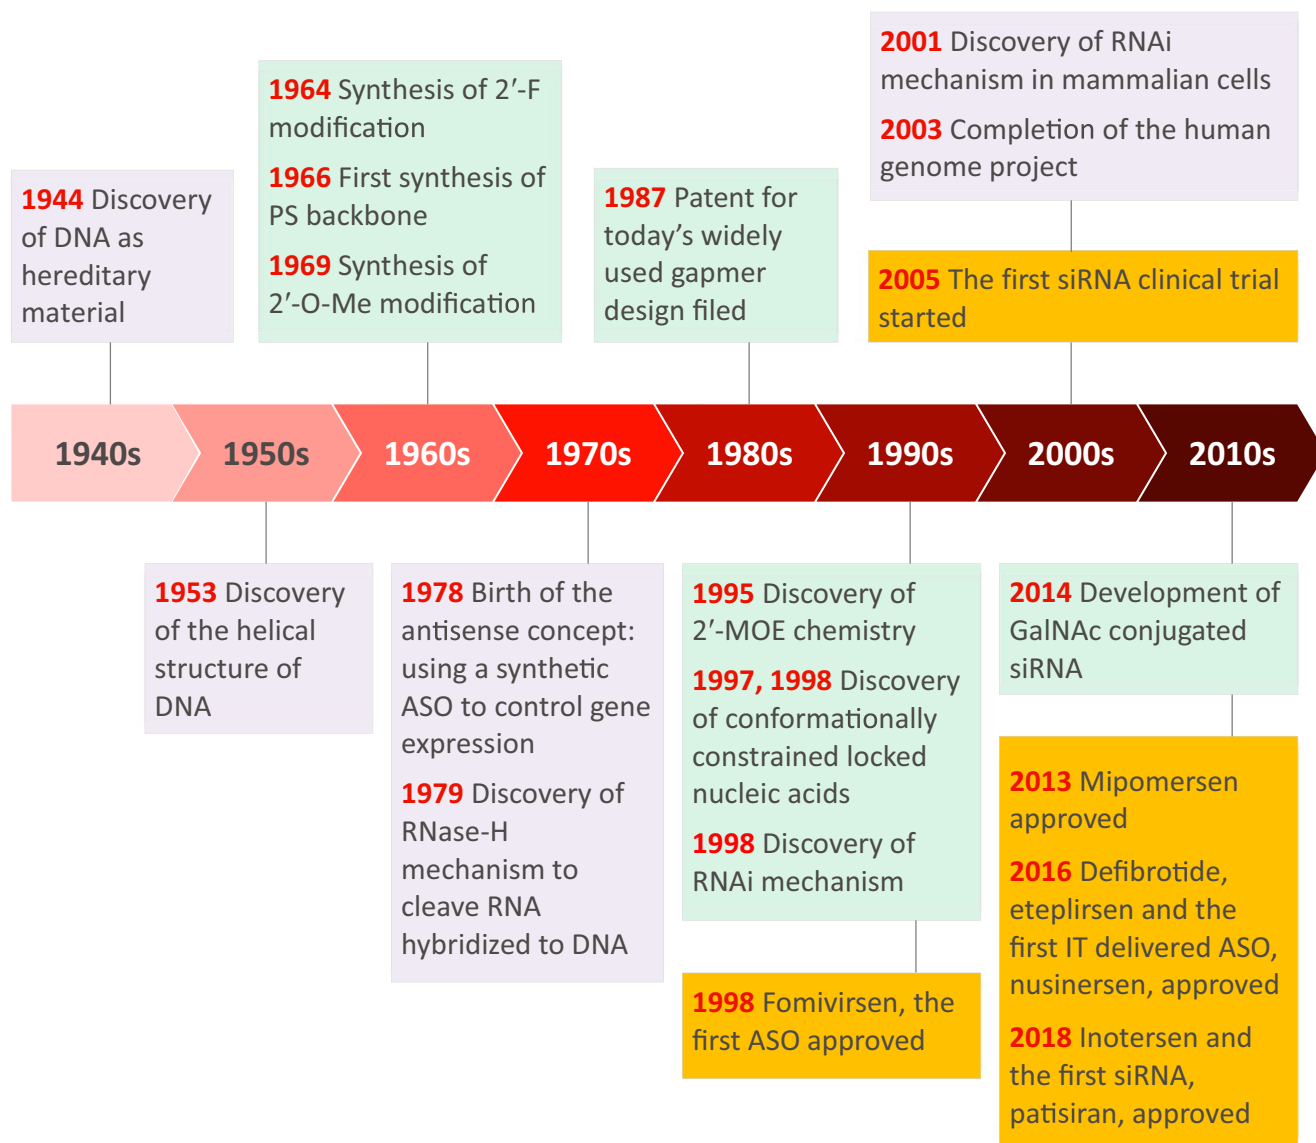 1944 Discovery
of DNA as
hereditary
material
1964 Synthesis of 2′-F
modification
1966 First synthesis of
PS backbone
1969 Synthesis of
2′-O-Me modification
1987 Patent for
today’s widely
used gapmer
design filed
2001 Discovery of RNAi
mechanism in mammalian cells
2003 Completion of the human
genome project
2005 The first siRNA clinical trial
started
1940s
1950s
1960s
1970s
1980s
1990s
2000s
2010s
1953 Discovery
of the helical
structure of
DNA
1978 Birth of the
antisense concept:
using a synthetic
ASO to control gene
expression
1979 Discovery of
RNase-H
mechanism to
cleave RNA
hybridized to DNA
1995 Discovery of
2′-MOE chemistry
1997, 1998 Discovery
of conformationally
constrained locked
nucleic acids
1998 Discovery of
RNAi mechanism
1998 Fomivirsen, the
first ASO approved
2014 Development of
GalNAc conjugated
siRNA
2013 Mipomersen
approved
2016 Defibrotide,
eteplirsen and the
first IT delivered ASO,
nusinersen, approved
2018 Inotersen and
the first siRNA,
patisiran, approved